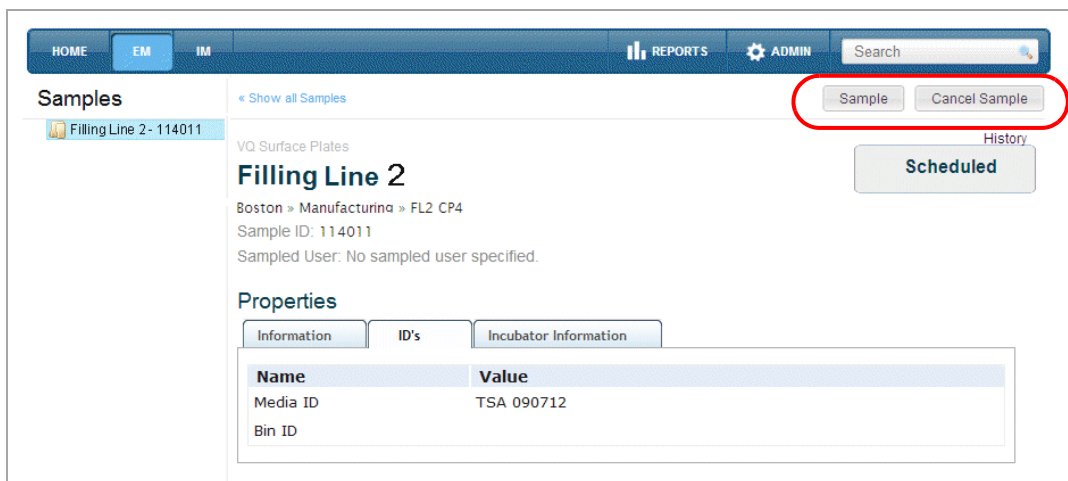 HOME EM IM REPORTS ADMIN Search
Samples
« Show all Samples
Sample Cancel Sample
Filling Line 2 - 114011
History
VQ Surface Plates
Scheduled
Filling Line 2
Boston » Manufacturing » FL2 CP4
Sample ID: 114011
Sampled User: No sampled user specified.
Properties
Information ID's Incubator Information
Name Value
Media ID TSA 090712
Bin ID